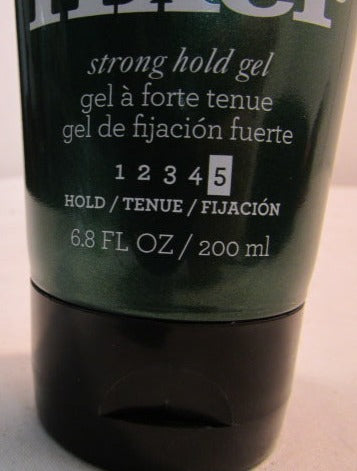 strong hold gel
gel à forte tenue
gel de fijación fuerte
1 2 3 4 5
HOLD / TENUE / FIJACIÓN
6.8 FL OZ / 200 ml